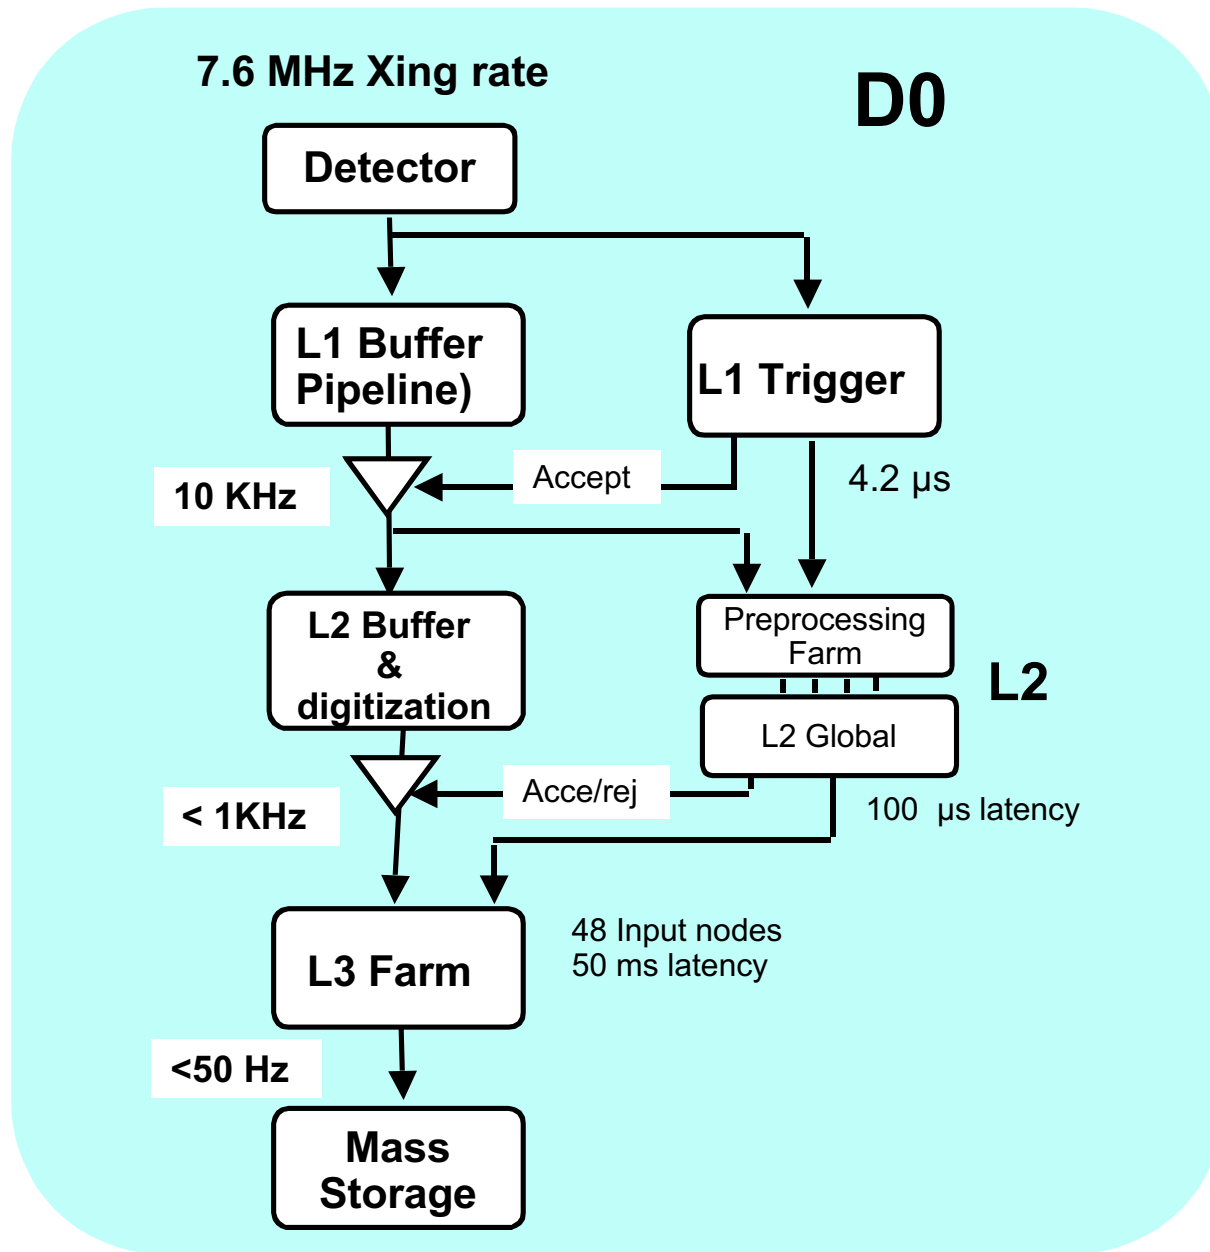 7.6 MHz Xing rate
D0
Detector
L1 Buffer
Pipeline)
L1 Trigger
10 KHz
Accept
4.2 µs
L2 Buffer
&
digitization
Preprocessing
Farm
L2
L2 Global
< 1KHz
Acce/rej
100 µs latency
L3 Farm
48 Input nodes
50 ms latency
<50 Hz
Mass
Storage